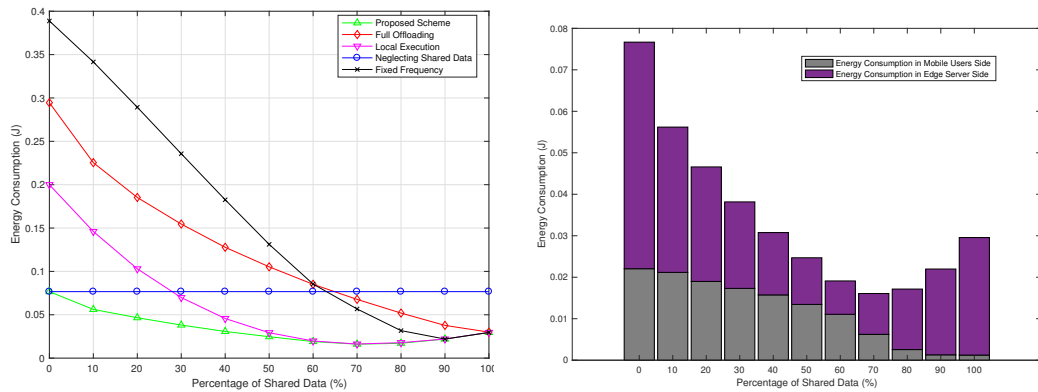 0.4
0.35
0.3
0.25
0.2
0.15
0.1
0.05
0
Energy Consumption (J)
0 10 20 30 40 50 60 70 80 90 100
Percentage of Shared Data (%)
Proposed Scheme
Full Offloading
Local Execution
Neglecting Shared Data
Fixed Frequency
0.08
0.07
0.06
0.05
0.04
0.03
0.02
0.01
0
Energy Consumption (J)
0 10 20 30 40 50 60 70 80 90 100
Percentage of Shared Data (%)
Energy Consumption in Mobile Users Side
Energy Consumption in Edge Server Side